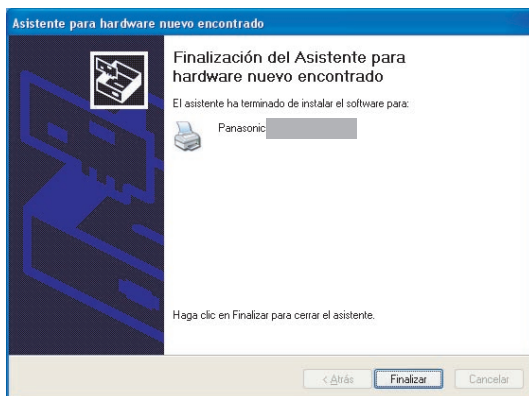 Asistente para hardware nuevo encontrado
Finalización del Asistente para
hardware nuevo encontrado
El asistente ha terminado de instalar el software para:
Panasonic
Haga clic en Finalizar para cerrar el asistente.
< Atrás
Finalizar
Cancelar